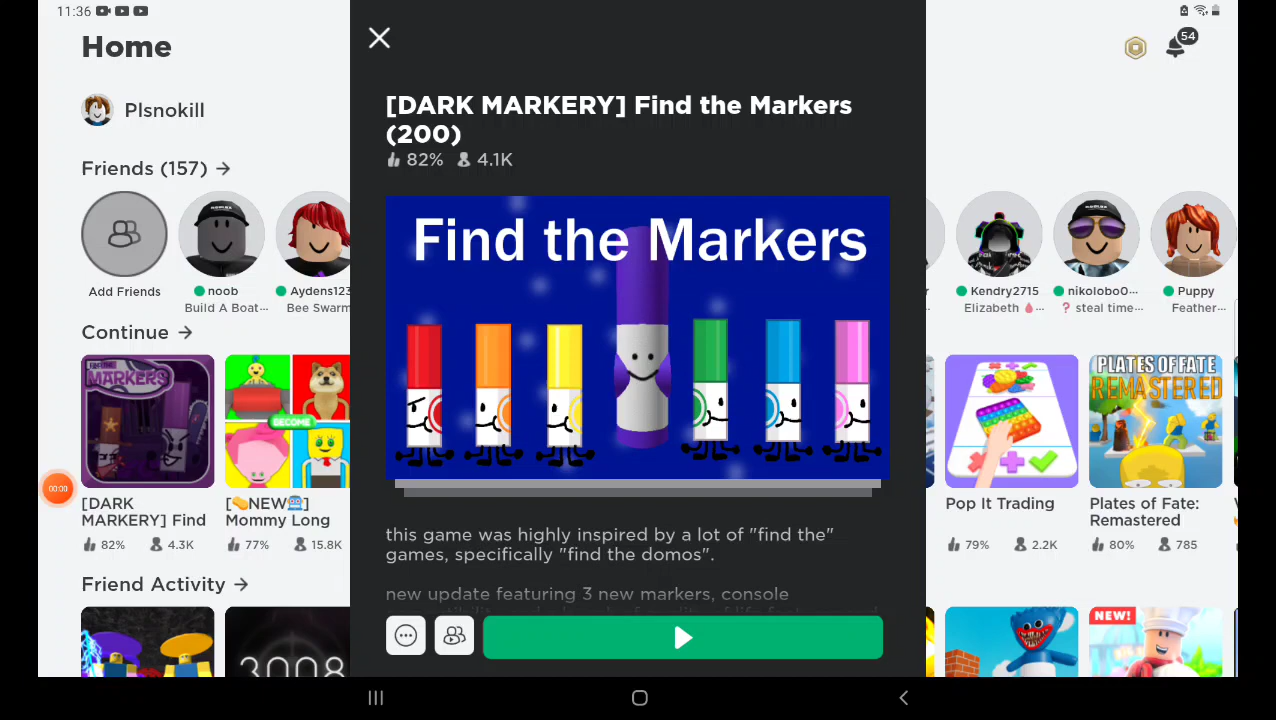 11:36
54
Home
Plsnokill
Friends (157) →
Add Friends
noob
Build A Boat...
Aydens123
Bee Swarm
Kendry2715
Elizabeth 🩸...
nikolobo0...
❓ steal time...
Puppy
Feather...
Continue →
MARKERS
[DARK
MARKERY] Find
82% 4.3K
BECOME
[🌭NEW🧟]
Mommy Long
77% 15.8K
[DARK MARKERY] Find the Markers
(200)
82% 4.1K
Find the Markers
this game was highly inspired by a lot of "find the"
games, specifically "find the domos".
new update featuring 3 new markers, console
Pop It Trading
79% 2.2K
PLATES OF FATE
REMASTERED
Plates of Fate:
Remastered
80% 785
00:00
Friend Activity →
3008
NEW!